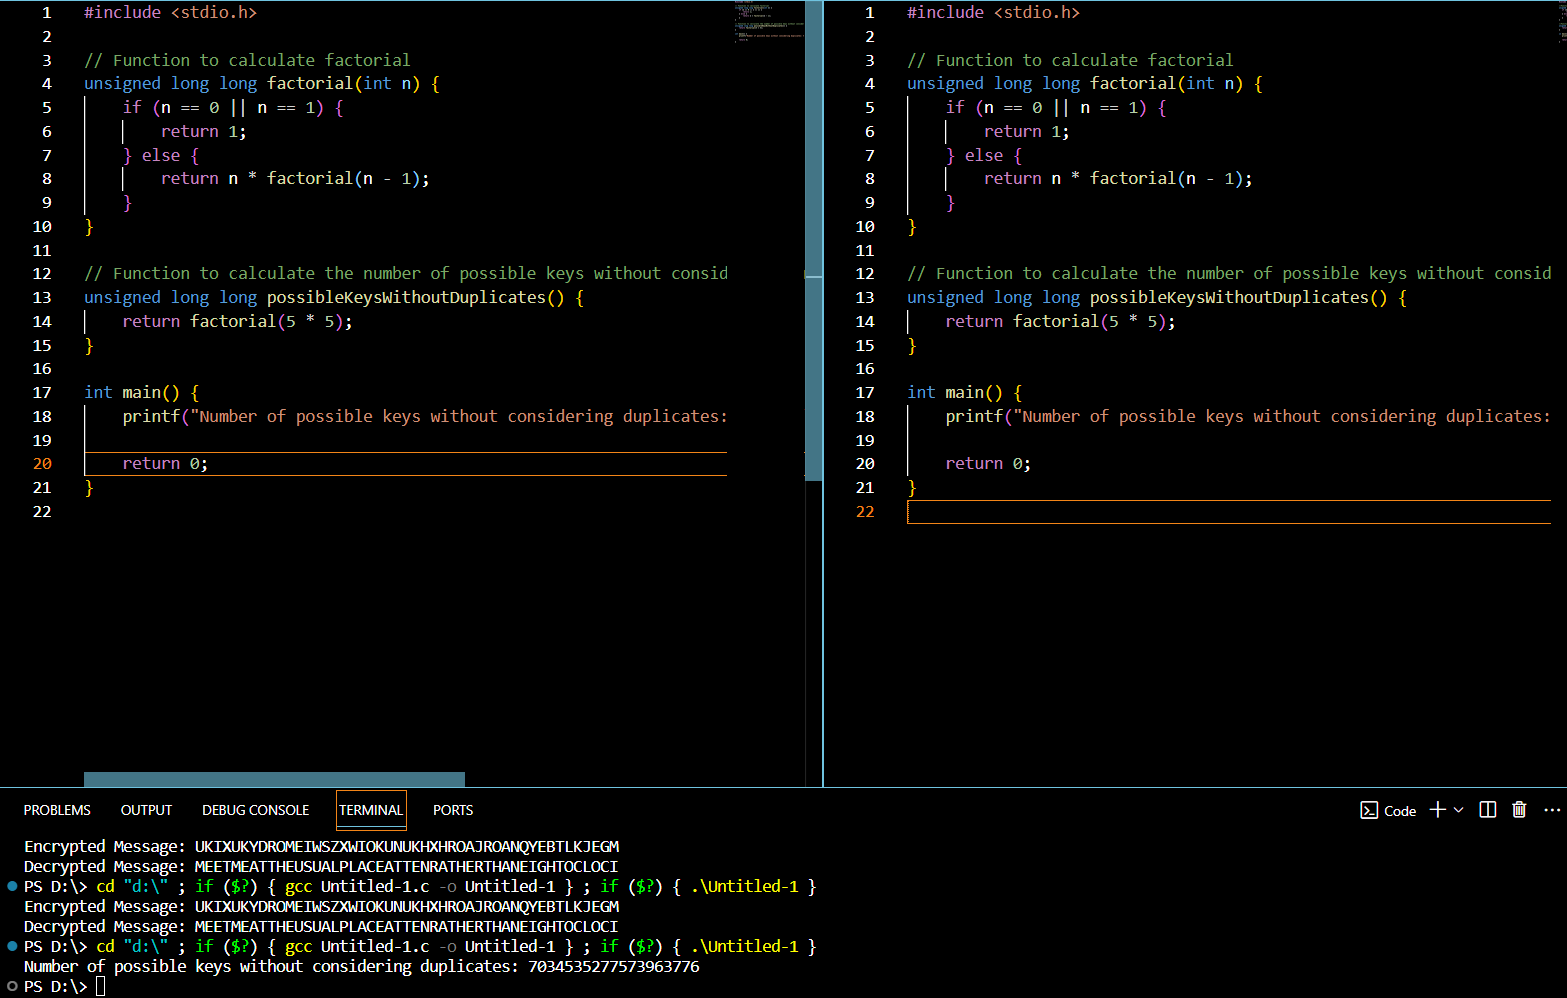 1 #include <stdio.h>
2
3 // Function to calculate factorial
4 unsigned long long factorial(int n) {
5 if (n == 0 || n == 1) {
6 return 1;
7 } else {
8 return n * factorial(n - 1);
9 }
10 }
11
12 // Function to calculate the number of possible keys without consid
13 unsigned long long possibleKeysWithoutDuplicates() {
14 return factorial(5 * 5);
15 }
16
17 int main() {
18 printf("Number of possible keys without considering duplicates:
19
20 return 0;
21 }
22
1 #include <stdio.h>
2
3 // Function to calculate factorial
4 unsigned long long factorial(int n) {
5 if (n == 0 || n == 1) {
6 return 1;
7 } else {
8 return n * factorial(n - 1);
9 }
10 }
11
12 // Function to calculate the number of possible keys without consid
13 unsigned long long possibleKeysWithoutDuplicates() {
14 return factorial(5 * 5);
15 }
16
17 int main() {
18 printf("Number of possible keys without considering duplicates:
19
20 return 0;
21 }
22
PROBLEMS OUTPUT DEBUG CONSOLE TERMINAL PORTS Code
Encrypted Message: UKIXUKYDROMEIWSZXWIOKUNUKHXHROAJROANQYEBTLKJEGM
Decrypted Message: MEETMEATTHEUSUALPLACEATTENRATHERTHANEIGHTOCLOCI
PS D:\> cd "d:\" ; if ($?) { gcc Untitled-1.c -o Untitled-1 } ; if ($?) { .\Untitled-1 }
Encrypted Message: UKIXUKYDROMEIWSZXWIOKUNUKHXHROAJROANQYEBTLKJEGM
Decrypted Message: MEETMEATTHEUSUALPLACEATTENRATHERTHANEIGHTOCLOCI
PS D:\> cd "d:\" ; if ($?) { gcc Untitled-1.c -o Untitled-1 } ; if ($?) { .\Untitled-1 }
Number of possible keys without considering duplicates: 7034535277573963776
PS D:\>